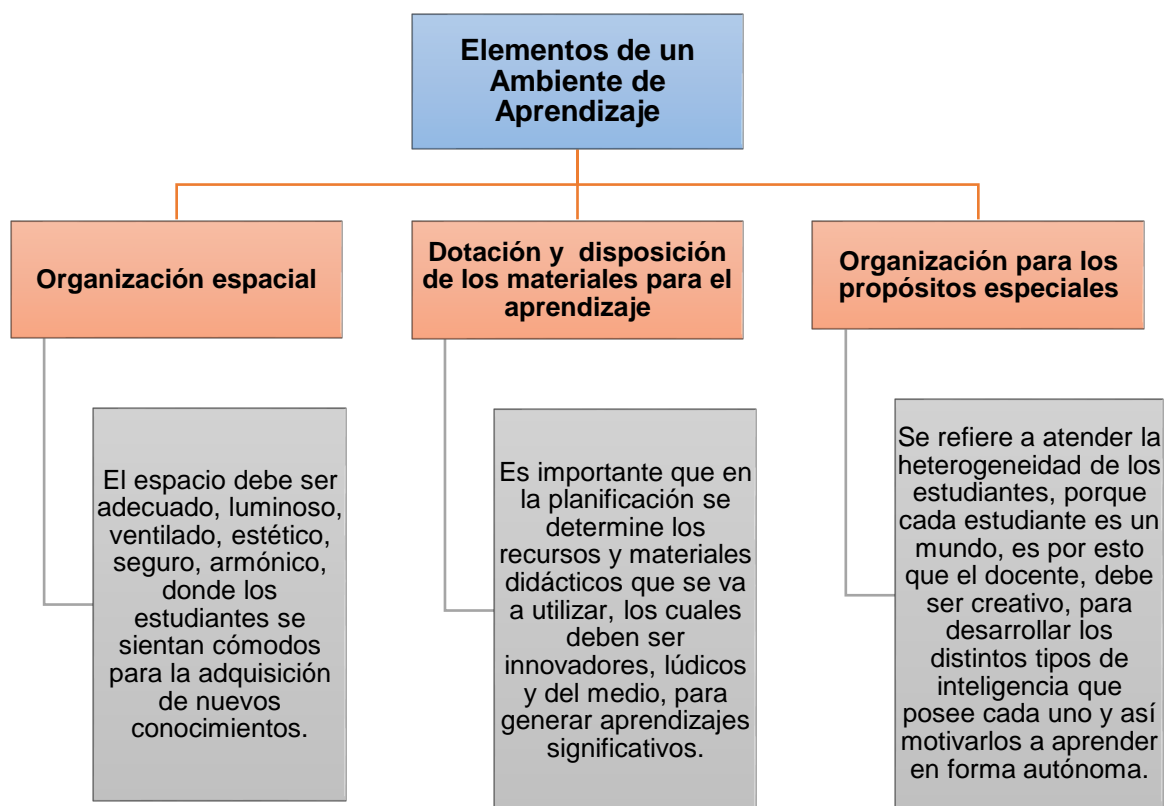 Elementos de un
Ambiente de
Aprendizaje
Organización espacial
El espacio debe ser
adecuado, luminoso,
ventilado, estético,
seguro, armónico,
donde los
estudiantes se
sientan cómodos
para la adquisición
de nuevos
conocimientos.
Dotación y  disposición
de los materiales para el
aprendizaje
Es importante que en
la planificación se
determine los
recursos y materiales
didácticos que se va
a utilizar, los cuales
deben ser
innovadores, lúdicos
y del medio, para
generar aprendizajes
significativos.
Organización para los
propósitos especiales
Se refiere a atender la
heterogeneidad de los
estudiantes, porque
cada estudiante es un
mundo, es por esto
que el docente, debe
ser creativo, para
desarrollar los
distintos tipos de
inteligencia que
posee cada uno y así
motivarlos a aprender
en forma autónoma.